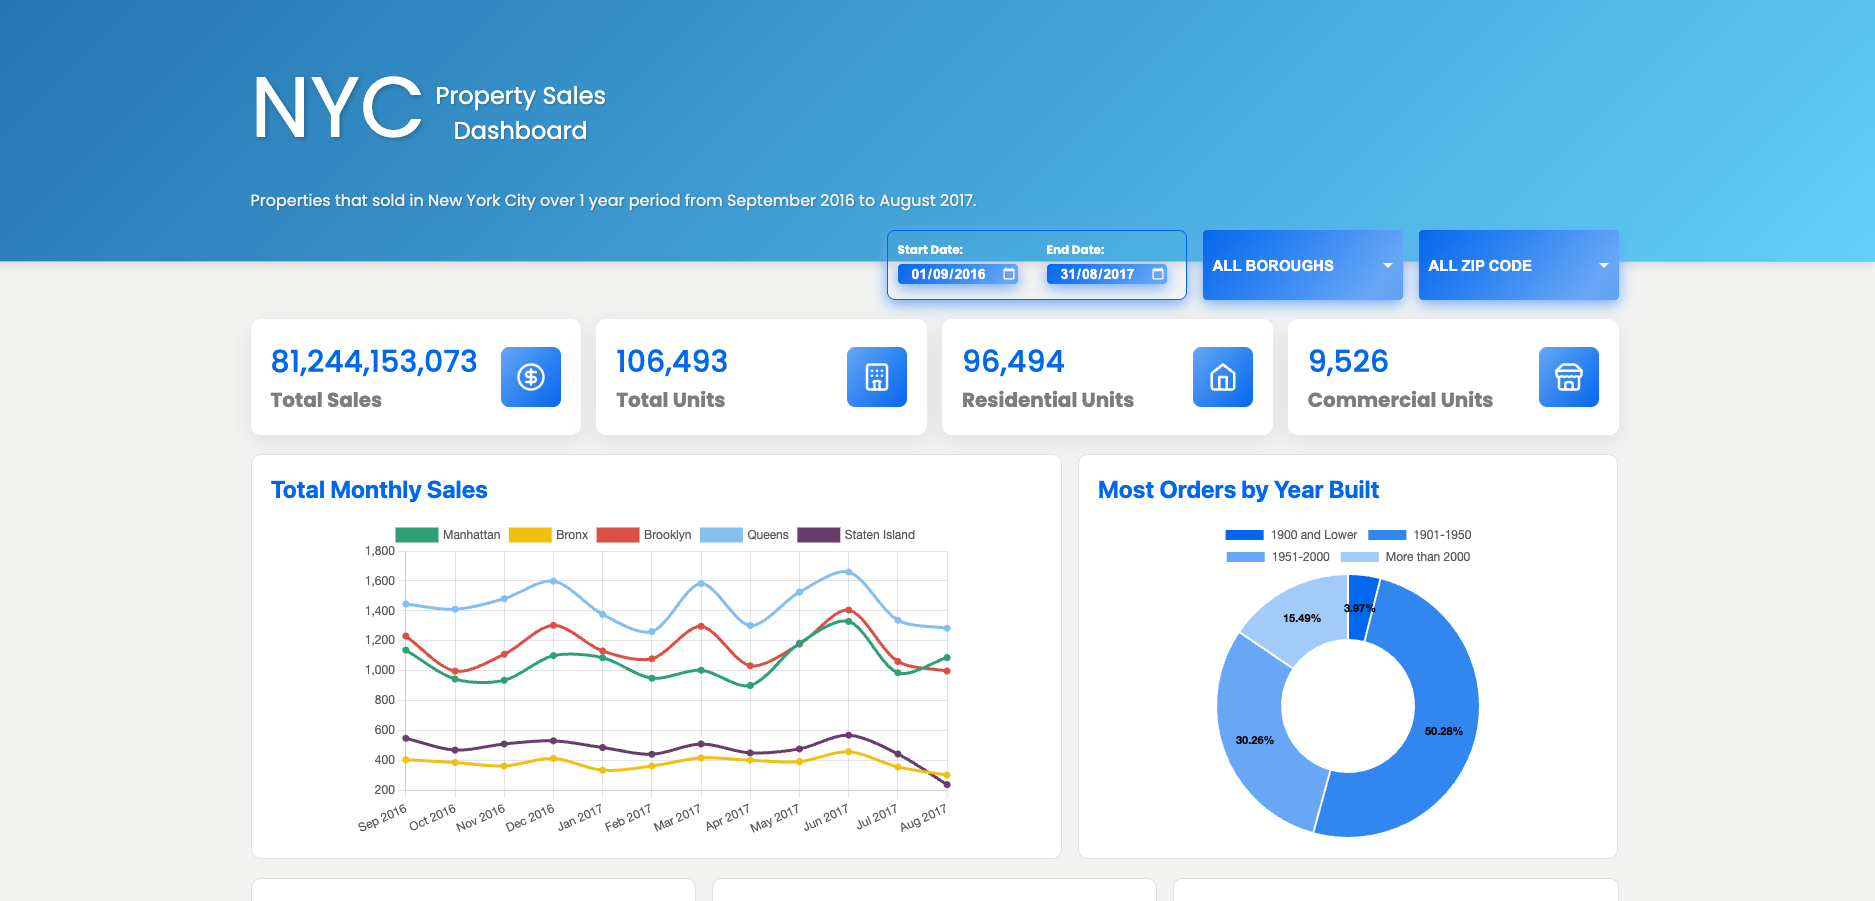 NYC Property Sales
Dashboard
Properties that sold in New York City over 1 year period from September 2016 to August 2017.
Start Date: End Date:
01/09/2016 31/08/2017
ALL BOROUGHS
ALL ZIP CODE
81,244,153,073
Total Sales
106,493
Total Units
96,494
Residential Units
9,526
Commercial Units
Total Monthly Sales
Manhattan Bronx Brooklyn Queens Staten Island
1,800
1,600
1,400
1,200
1,000
800
600
400
200
Sep 2016 Oct 2016 Nov 2016 Dec 2016 Jan 2017 Feb 2017 Mar 2017 Apr 2017 May 2017 Jun 2017 Jul 2017 Aug 2017
Most Orders by Year Built
1900 and Lower 1901-1950
1951-2000 More than 2000
3.97%
15.49%
50.28%
30.26%